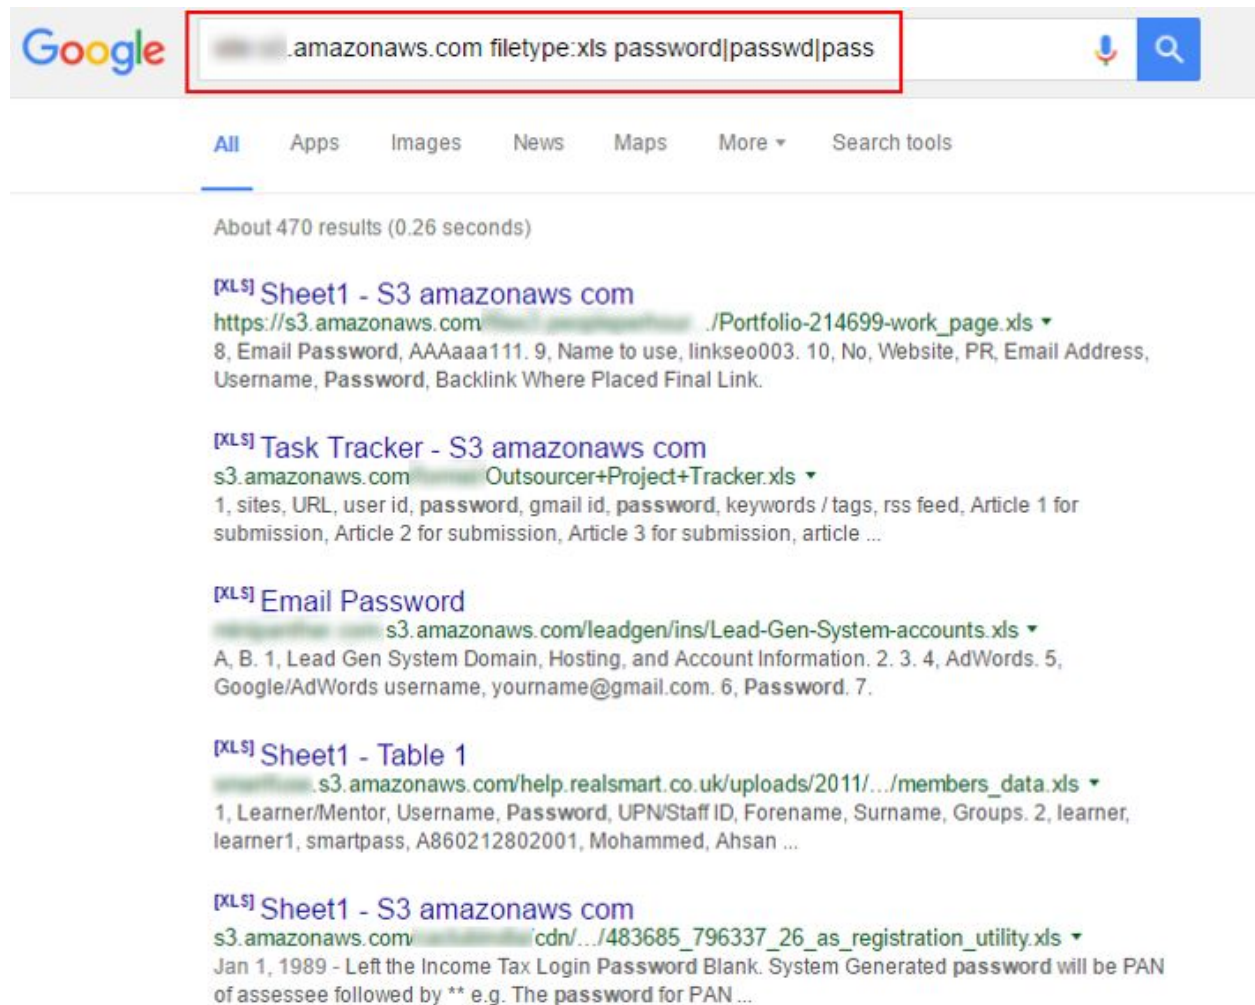 Google
.amazonaws.com filetype:xls password|passwd|pass
All Apps Images News Maps More Search tools
About 470 results (0.26 seconds)
[XLS] Sheet1 - S3 amazonaws com
https://s3.amazonaws.com ./Portfolio-214699-work_page.xls
8, Email Password, AAAaaa111. 9, Name to use, linkseo003. 10, No, Website, PR, Email Address,
Username, Password, Backlink Where Placed Final Link.
[XLS] Task Tracker - S3 amazonaws com
s3.amazonaws.com Outsourcer+Project+Tracker.xls
1, sites, URL, user id, password, gmail id, password, keywords / tags, rss feed, Article 1 for
submission, Article 2 for submission, Article 3 for submission, article ...
[XLS] Email Password
s3.amazonaws.com/leadgen/ins/Lead-Gen-System-accounts.xls
A, B. 1, Lead Gen System Domain, Hosting, and Account Information. 2. 3. 4, AdWords. 5,
Google/AdWords username, yourname@gmail.com. 6, Password. 7.
[XLS] Sheet1 - Table 1
.s3.amazonaws.com/help.realsmart.co.uk/uploads/2011/.../members_data.xls
1, Learner/Mentor, Username, Password, UPN/Staff ID, Forename, Surname, Groups. 2, learner,
learner1, smartpass, A860212802001, Mohammed, Ahsan ...
[XLS] Sheet1 - S3 amazonaws com
s3.amazonaws.com/ cdn/.../483685_796337_26_as_registration_utility.xls
Jan 1, 1989 - Left the Income Tax Login Password Blank. System Generated password will be PAN
of assessee followed by ** e.g. The password for PAN ...